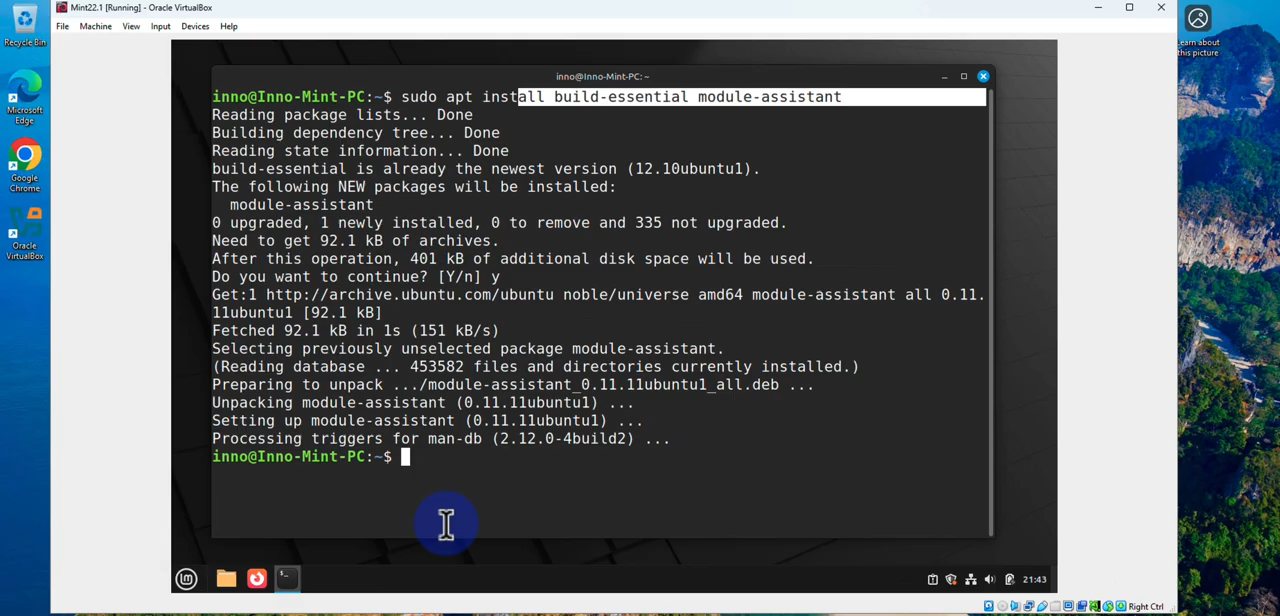 Mint22.1 [Running] - Oracle VirtualBox
File Machine View Input Devices Help
Recycle Bin
Microsoft Edge
Google Chrome
Oracle VirtualBox
Learn about this picture
inno@Inno-Mint-PC: ~
inno@Inno-Mint-PC:~$ sudo apt install build-essential module-assistant
Reading package lists... Done
Building dependency tree... Done
Reading state information... Done
build-essential is already the newest version (12.10ubuntu1).
The following NEW packages will be installed:
module-assistant
0 upgraded, 1 newly installed, 0 to remove and 335 not upgraded.
Need to get 92.1 kB of archives.
After this operation, 401 kB of additional disk space will be used.
Do you want to continue? [Y/n] y
Get:1 http://archive.ubuntu.com/ubuntu noble/universe amd64 module-assistant all 0.11.
11ubuntu1 [92.1 kB]
Fetched 92.1 kB in 1s (151 kB/s)
Selecting previously unselected package module-assistant.
(Reading database ... 453582 files and directories currently installed.)
Preparing to unpack .../module-assistant_0.11.11ubuntu1_all.deb ...
Unpacking module-assistant (0.11.11ubuntu1) ...
Setting up module-assistant (0.11.11ubuntu1) ...
Processing triggers for man-db (2.12.0-4build2) ...
inno@Inno-Mint-PC:~$
21:43
Right Ctrl